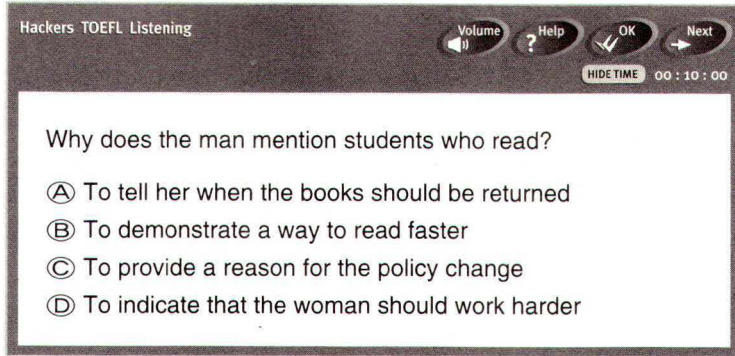 Hackers TOEFL Listening
Volume Help OK Next
HIDE TIME 00 : 10 : 00
Why does the man mention students who read?
Ⓐ To tell her when the books should be returned
Ⓑ To demonstrate a way to read faster
Ⓒ To provide a reason for the policy change
Ⓓ To indicate that the woman should work harder